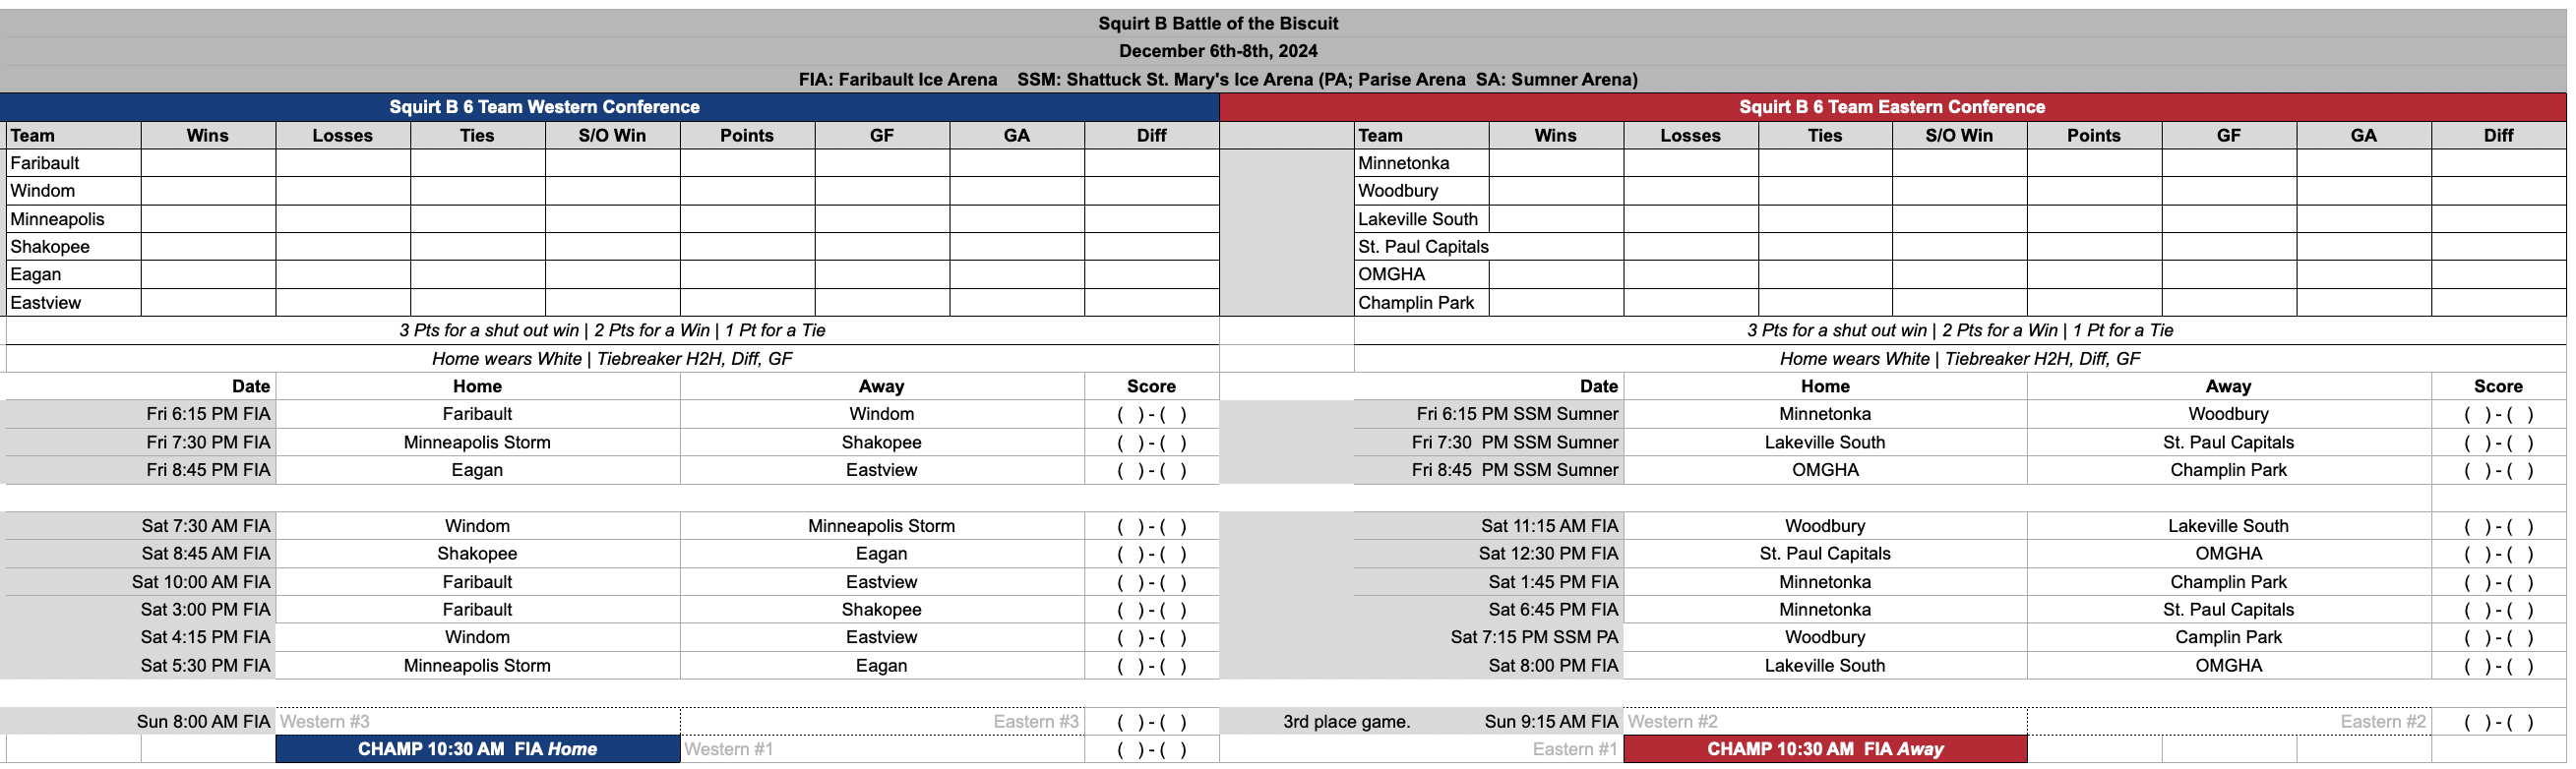 Squirt B Battle of the Biscuit
December 6th-8th, 2024
FIA: Faribault Ice Arena    SSM: Shattuck St. Mary's Ice Arena (PA; Parise Arena  SA: Sumner Arena)
Squirt B 6 Team Western Conference Squirt B 6 Team Eastern Conference
Team Wins Losses Ties S/O Win Points GF GA Diff Team Wins Losses Ties S/O Win Points GF GA Diff
Faribault Minnetonka
Windom Woodbury
Minneapolis Lakeville South
Shakopee St. Paul Capitals
Eagan OMGHA
Eastview Champlin Park
3 Pts for a shut out win | 2 Pts for a Win | 1 Pt for a Tie 3 Pts for a shut out win | 2 Pts for a Win | 1 Pt for a Tie
Home wears White | Tiebreaker H2H, Diff, GF Home wears White | Tiebreaker H2H, Diff, GF
Date Home Away Score Date Home Away Score
Fri 6:15 PM FIA Faribault Windom (  ) - (  ) Fri 6:15 PM SSM Sumner Minnetonka Woodbury (  ) - (  )
Fri 7:30 PM FIA Minneapolis Storm Shakopee (  ) - (  ) Fri 7:30  PM SSM Sumner Lakeville South St. Paul Capitals (  ) - (  )
Fri 8:45 PM FIA Eagan Eastview (  ) - (  ) Fri 8:45  PM SSM Sumner OMGHA Champlin Park (  ) - (  )
Sat 7:30 AM FIA Windom Minneapolis Storm (  ) - (  ) Sat 11:15 AM FIA Woodbury Lakeville South (  ) - (  )
Sat 8:45 AM FIA Shakopee Eagan (  ) - (  ) Sat 12:30 PM FIA St. Paul Capitals OMGHA (  ) - (  )
Sat 10:00 AM FIA Faribault Eastview (  ) - (  ) Sat 1:45 PM FIA Minnetonka Champlin Park (  ) - (  )
Sat 3:00 PM FIA Faribault Shakopee (  ) - (  ) Sat 6:45 PM FIA Minnetonka St. Paul Capitals (  ) - (  )
Sat 4:15 PM FIA Windom Eastview (  ) - (  ) Sat 7:15 PM SSM PA Woodbury Camplin Park (  ) - (  )
Sat 5:30 PM FIA Minneapolis Storm Eagan (  ) - (  ) Sat 8:00 PM FIA Lakeville South OMGHA (  ) - (  )
Sun 8:00 AM FIA Western #3 Eastern #3 (  ) - (  ) 3rd place game. Sun 9:15 AM FIA Western #2 Eastern #2 (  ) - (  )
CHAMP 10:30 AM  FIA Home Western #1 (  ) - (  ) Eastern #1 CHAMP 10:30 AM  FIA Away